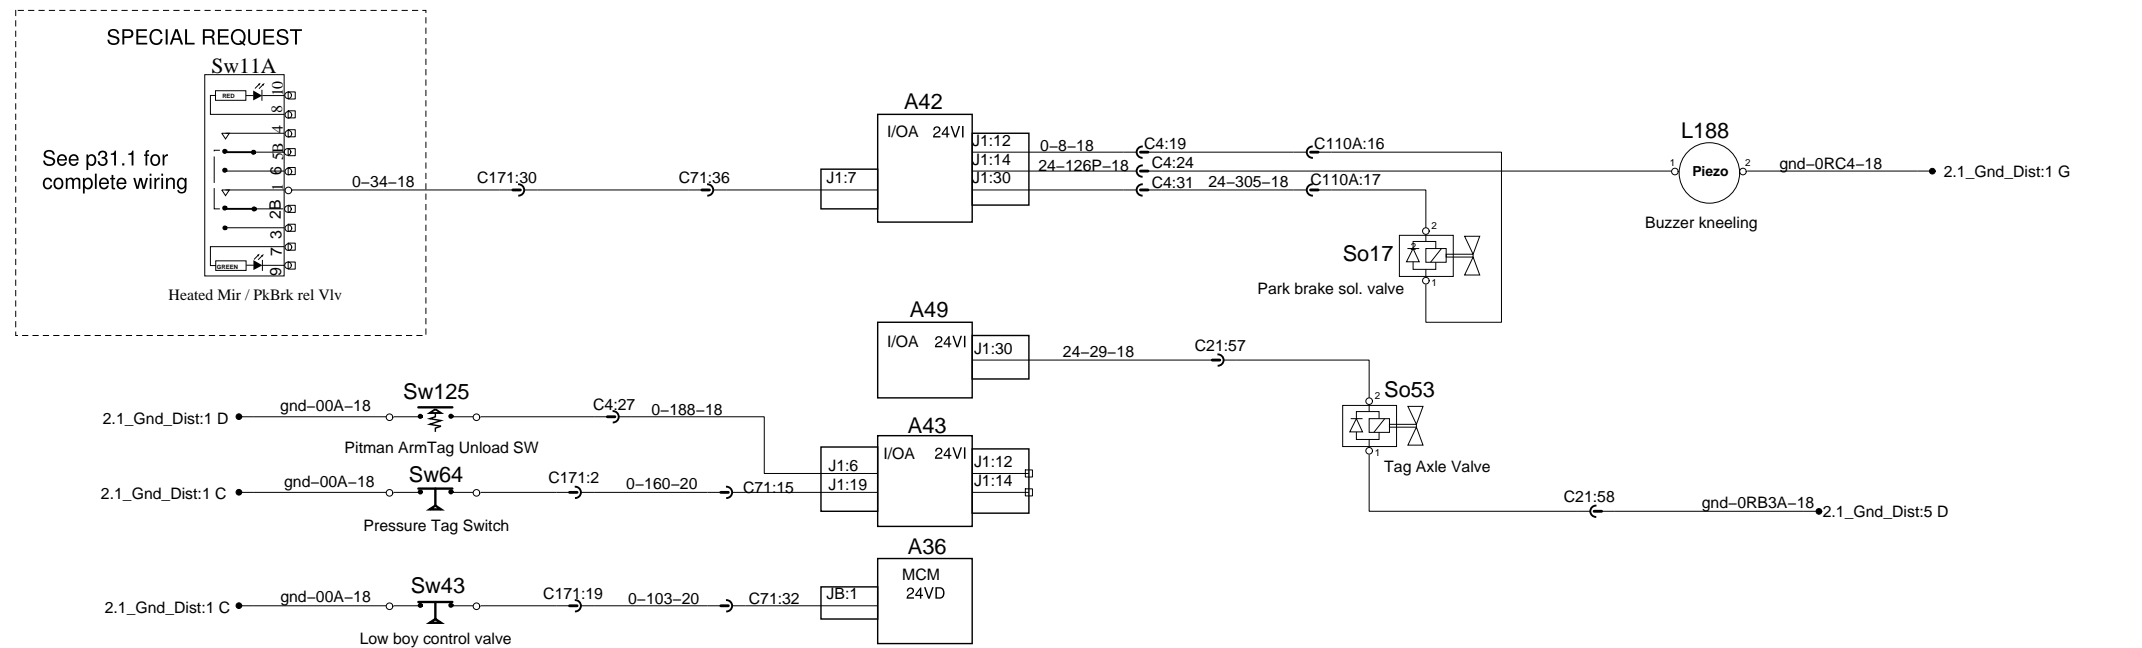 SPECIAL REQUEST
Sw11A
RED
10
8
4
5B
6
1
2B
3
7
9
GREEN
See p31.1 for
complete wiring
Heated Mir / PkBrk rel Vlv
0–34–18
C171:30
C71:36
J1:7
A42
I/OA 24VI
J1:12
J1:14
J1:30
0–8–18
24–126P–18
C4:19
C4:24
C4:31
24–305–18
C110A:16
C110A:17
L188
1
Piezo
2
Buzzer kneeling
gnd–0RC4–18
2.1_Gnd_Dist:1 G
2
So17
1
Park brake sol. valve
A49
I/OA 24VI
J1:30
24–29–18
C21:57
2
So53
1
Tag Axle Valve
C21:58
gnd–0RB3A–18
2.1_Gnd_Dist:5 D
2.1_Gnd_Dist:1 D
gnd–00A–18
Sw125
Pitman ArmTag Unload SW
C4:27
0–188–18
A43
I/OA 24VI
J1:6
J1:19
J1:12
J1:14
2.1_Gnd_Dist:1 C
gnd–00A–18
Sw64
Pressure Tag Switch
C171:2
0–160–20
C71:15
A36
MCM
24VD
JB:1
2.1_Gnd_Dist:1 C
gnd–00A–18
Sw43
Low boy control valve
C171:19
0–103–20
C71:32